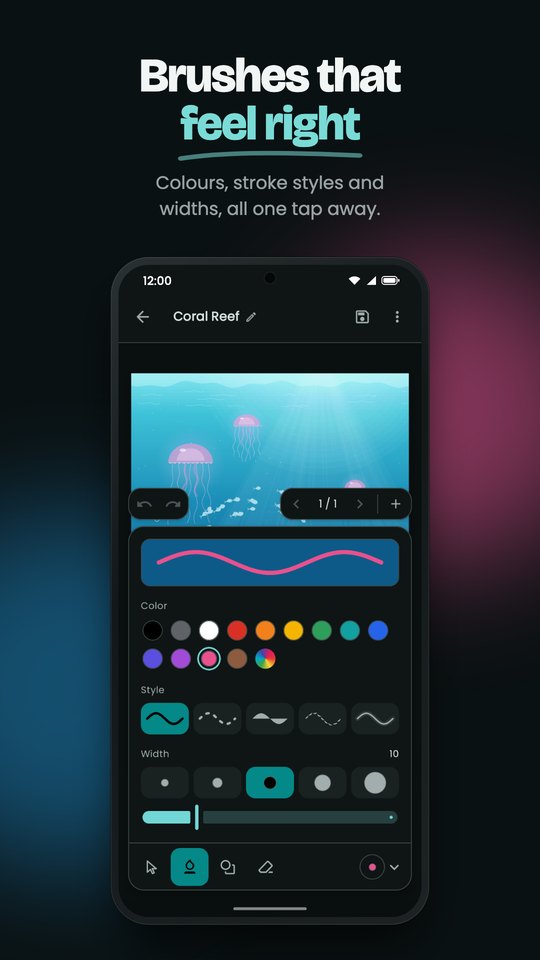 Brushes that
feel right
Colours, stroke styles and
widths, all one tap away.
12:00
Coral Reef
1 / 1
Color
Style
Width 10